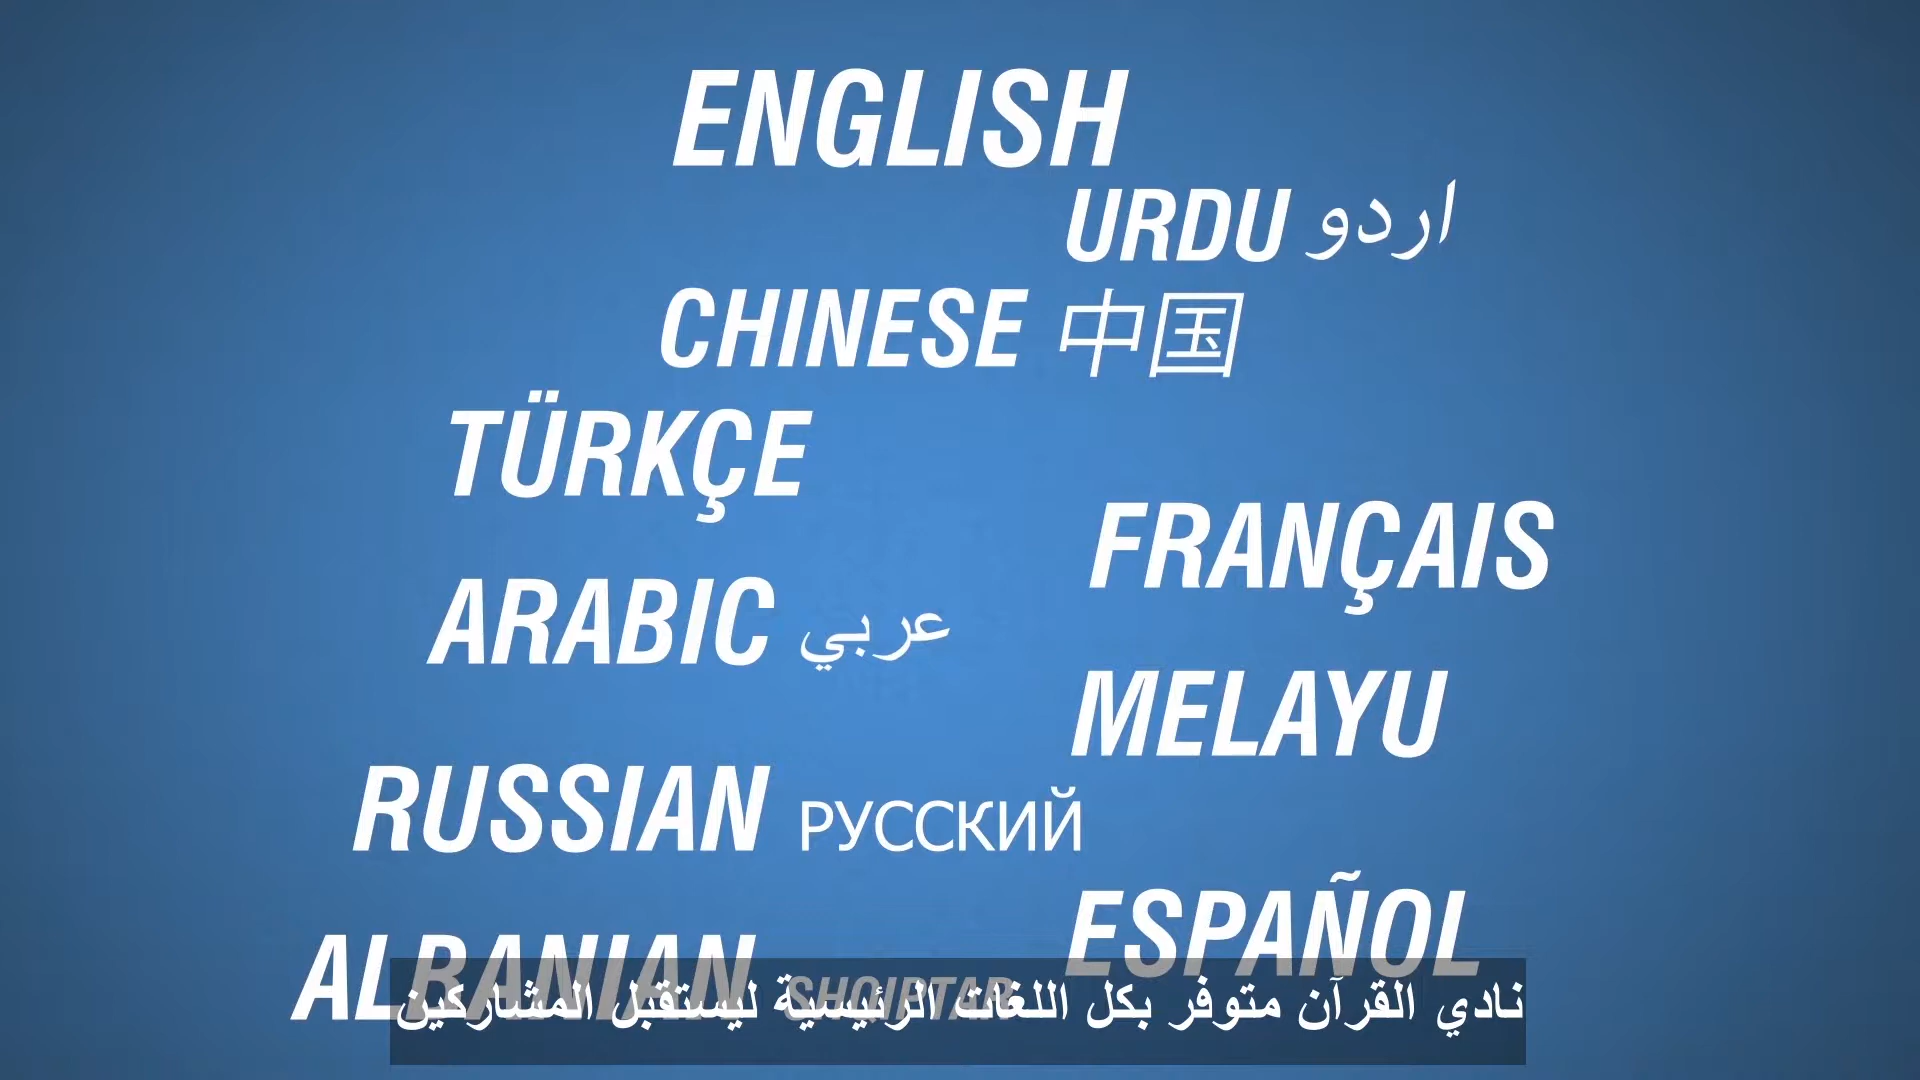 ENGLISH
URDU اردو
CHINESE 中国
TÜRKÇE
FRANÇAIS
ARABIC عربي
MELAYU
RUSSIAN РУССКИЙ
ESPAÑOL
ALBANIAN SHQIPTAR
نادي القرآن متوفر بكل اللغات الرئيسية ليستقبل المشاركين